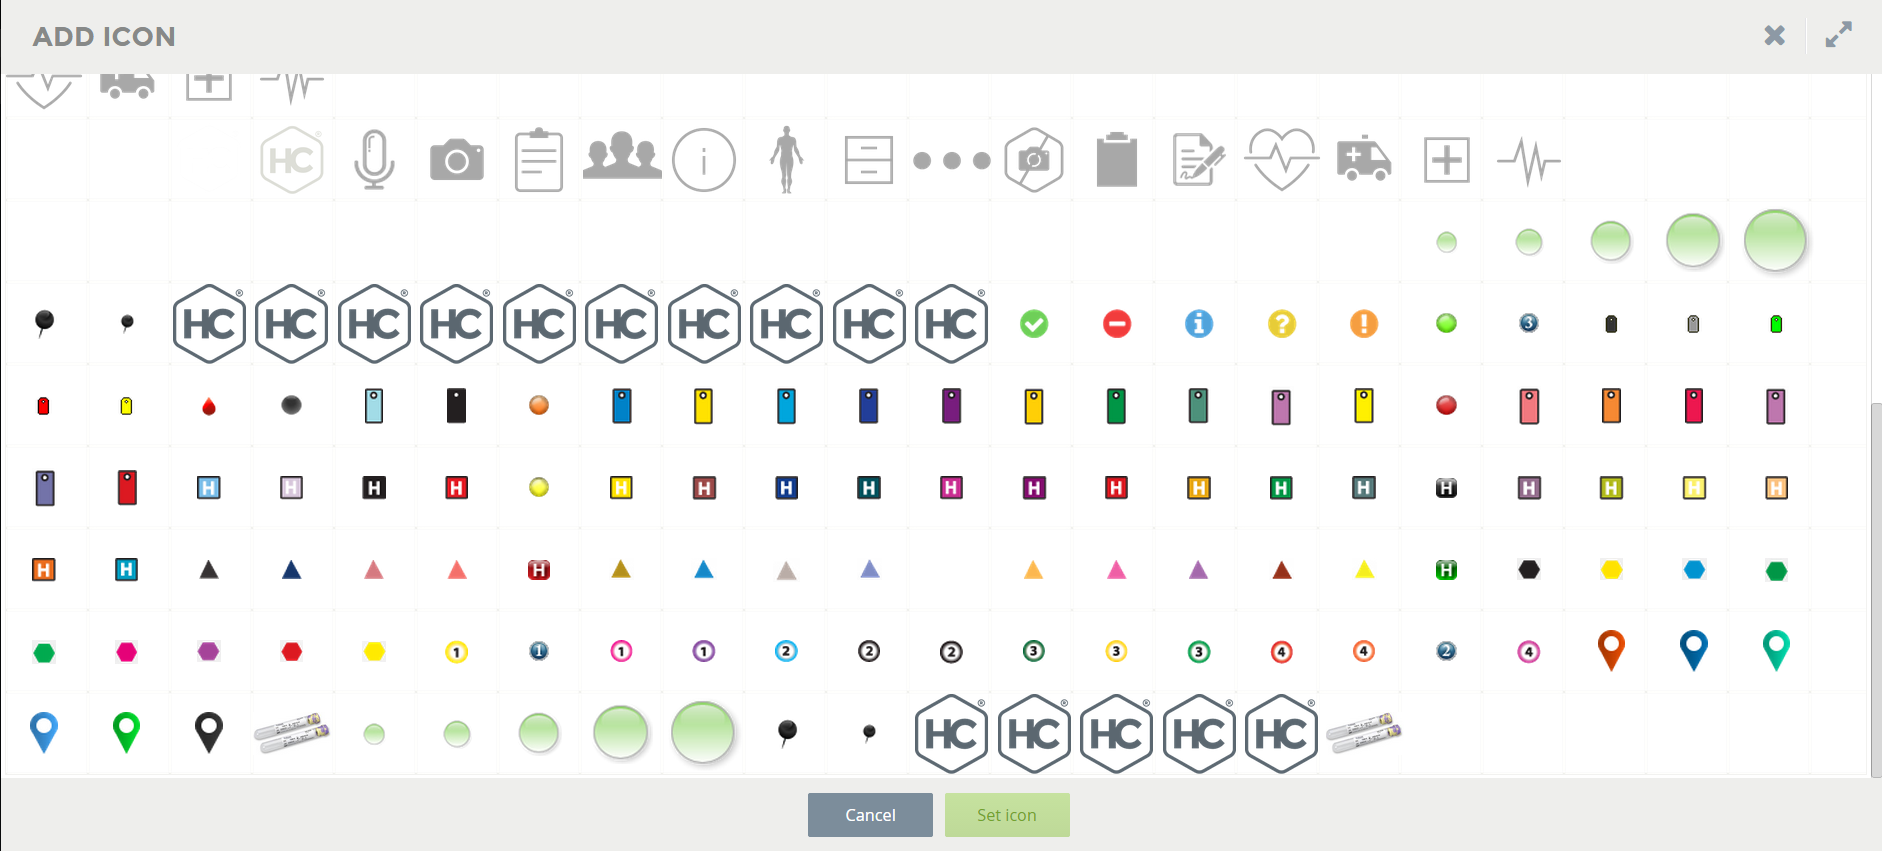 ADD ICON
HC ® i
HC ® HC ® HC ® HC ® HC ® HC ® HC ® HC ® HC ® HC ® i ? ! 3
H H H H H H H H H H H H H H H H H H H
H H H H
1 1 1 1 2 2 2 3 3 3 4 4 2 4
HC ® HC ® HC ® HC ® HC ®
Cancel Set icon